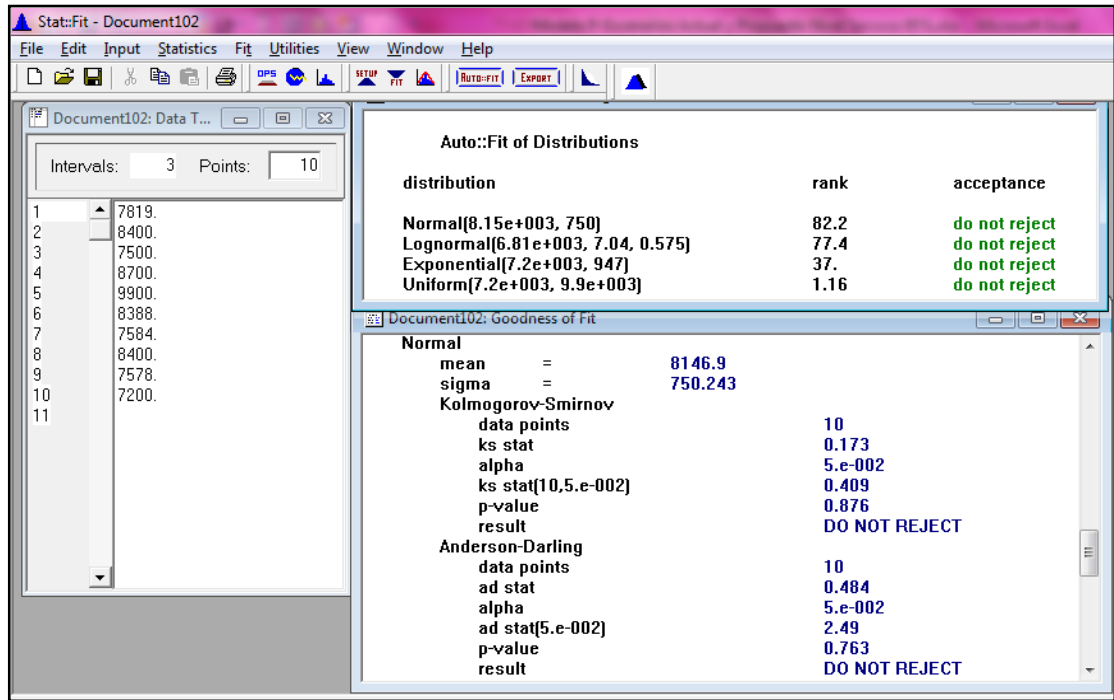 Stat::Fit - Document102
File Edit Input Statistics Fit Utilities View Window Help
OPS SETUP FIT AUTO::FIT EXPORT
Document102: Data T...
Intervals: 3 Points: 10
1 7819.
2 8400.
3 7500.
4 8700.
5 9900.
6 8388.
7 7584.
8 8400.
9 7578.
10 7200.
11
Auto::Fit of Distributions
distribution rank acceptance
Normal(8.15e+003, 750) 82.2 do not reject
Lognormal(6.81e+003, 7.04, 0.575) 77.4 do not reject
Exponential(7.2e+003, 947) 37. do not reject
Uniform(7.2e+003, 9.9e+003) 1.16 do not reject
Document102: Goodness of Fit
Normal
mean = 8146.9
sigma = 750.243
Kolmogorov-Smirnov
data points 10
ks stat 0.173
alpha 5.e-002
ks stat(10,5.e-002) 0.409
p-value 0.876
result DO NOT REJECT
Anderson-Darling
data points 10
ad stat 0.484
alpha 5.e-002
ad stat(5.e-002) 2.49
p-value 0.763
result DO NOT REJECT